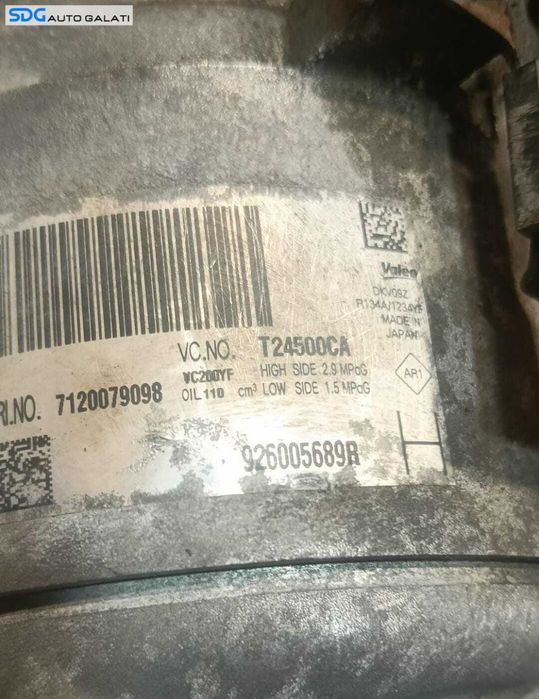 SDG AUTO GALATI
Valeo
DKV09Z
R134A/1234YF
MADE IN
JAPAN
VC.NO. T24500CA
VC200YF HIGH SIDE 2.9 MPaG
OIL 110 cm³ LOW SIDE 1.5 MPaG
AR1
RI.NO. 7120079098
926005689R
H